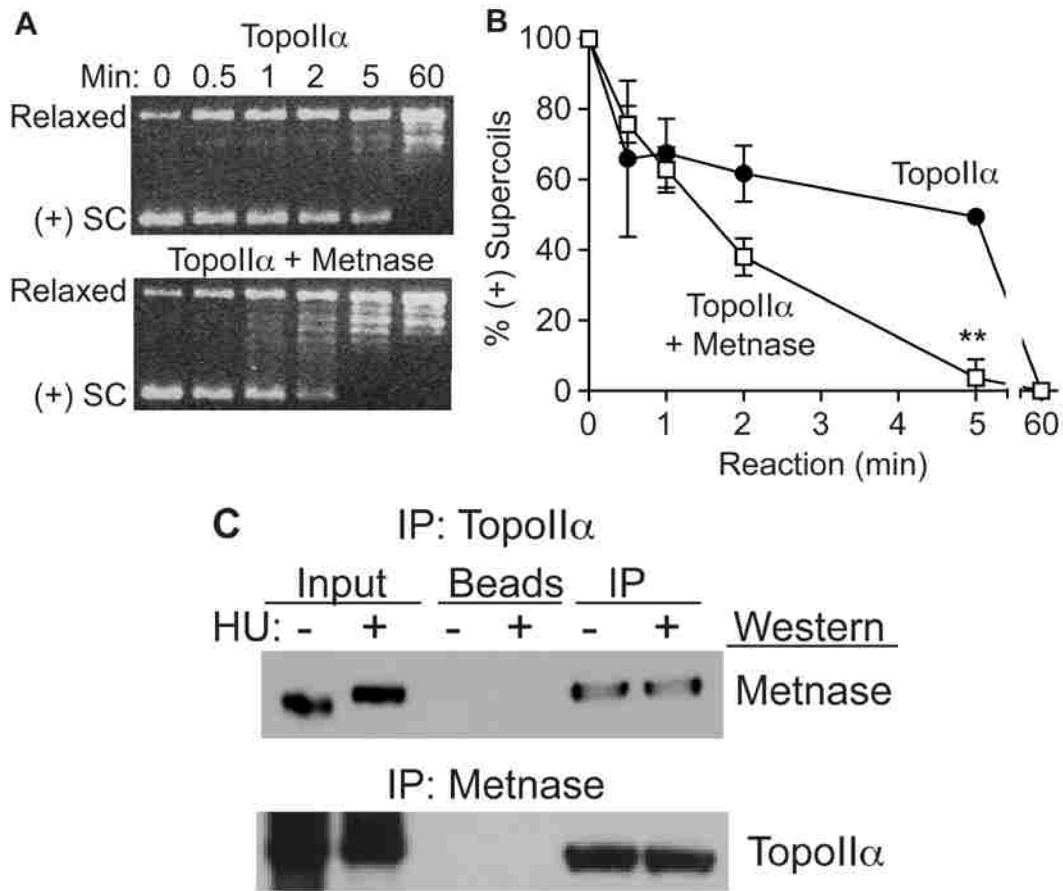 A
TopoIIα
Min: 0 0.5 1 2 5 60
Relaxed
(+) SC
TopoIIα + Metnase
Relaxed
(+) SC
B
100
80
60
40
20
0
% (+) Supercoils
TopoIIα
TopoIIα
+ Metnase
**
0 1 2 3 4 5 60
Reaction (min)
C
IP: TopoIIα
Input Beads IP
HU: - + - + - + Western
Metnase
IP: Metnase
TopoIIα